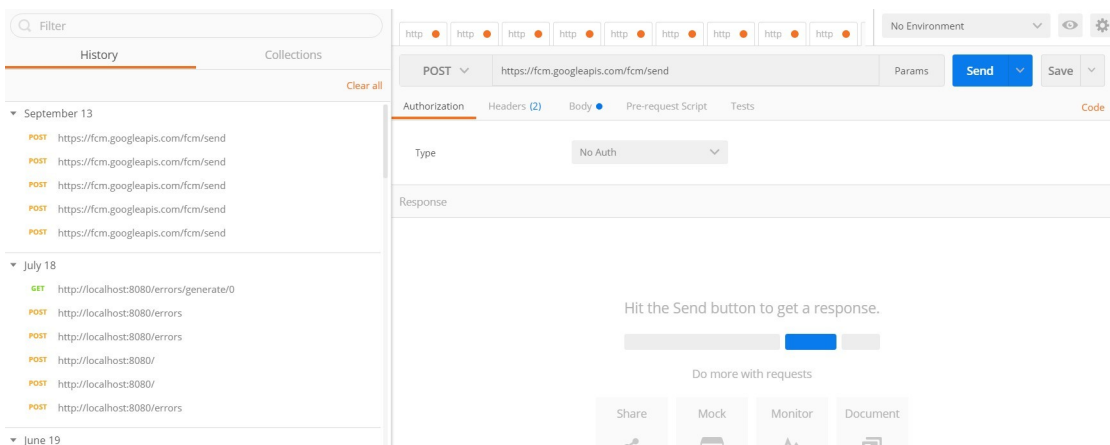 Filter
History Collections
Clear all
September 13
POST https://fcm.googleapis.com/fcm/send
POST https://fcm.googleapis.com/fcm/send
POST https://fcm.googleapis.com/fcm/send
POST https://fcm.googleapis.com/fcm/send
POST https://fcm.googleapis.com/fcm/send
July 18
GET http://localhost:8080/errors/generate/0
POST http://localhost:8080/errors
POST http://localhost:8080/errors
POST http://localhost:8080/
POST http://localhost:8080/
POST http://localhost:8080/errors
June 19
http http http http http http http http http
No Environment
POST https://fcm.googleapis.com/fcm/send Params Send Save
Authorization Headers (2) Body Pre-request Script Tests Code
Type No Auth
Response
Hit the Send button to get a response.
Do more with requests
Share Mock Monitor Document